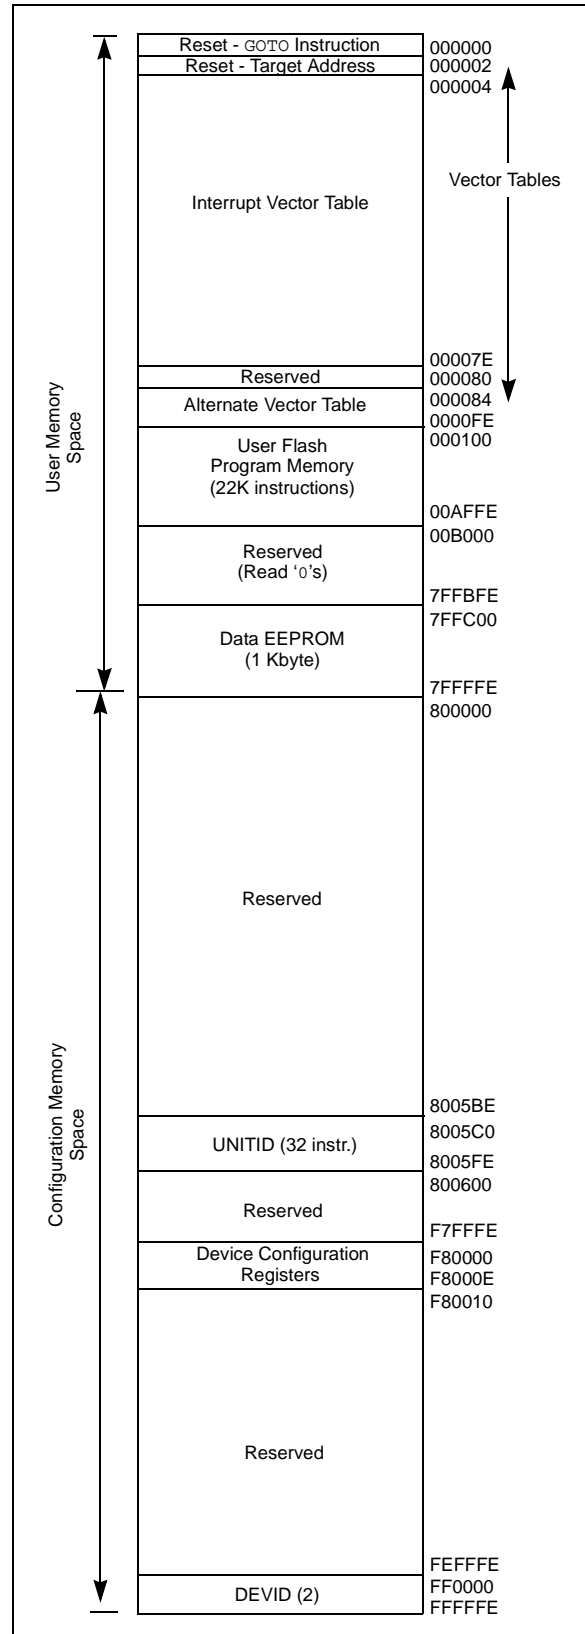 Reset - GOTO Instruction
000000
Reset - Target Address
000002
000004
Vector Tables
Interrupt Vector Table
00007E
Reserved
000080
Alternate Vector Table
000084
0000FE
User Memory
Space
User Flash
Program Memory
(22K instructions)
000100
00AFFE
00B000
Reserved
(Read ‘0’s)
7FFBFE
7FFC00
Data EEPROM
(1 Kbyte)
7FFFFE
800000
Reserved
Configuration Memory
Space
8005BE
8005C0
UNITID (32 instr.)
8005FE
800600
Reserved
F7FFFE
Device Configuration
Registers
F80000
F8000E
F80010
Reserved
FEFFFE
FF0000
DEVID (2)
FFFFFE